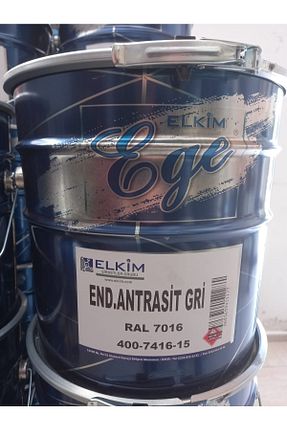 ELKİM
Ege
ELKİM
END.ANTRASİT GRİ
RAL 7016
400-7416-15